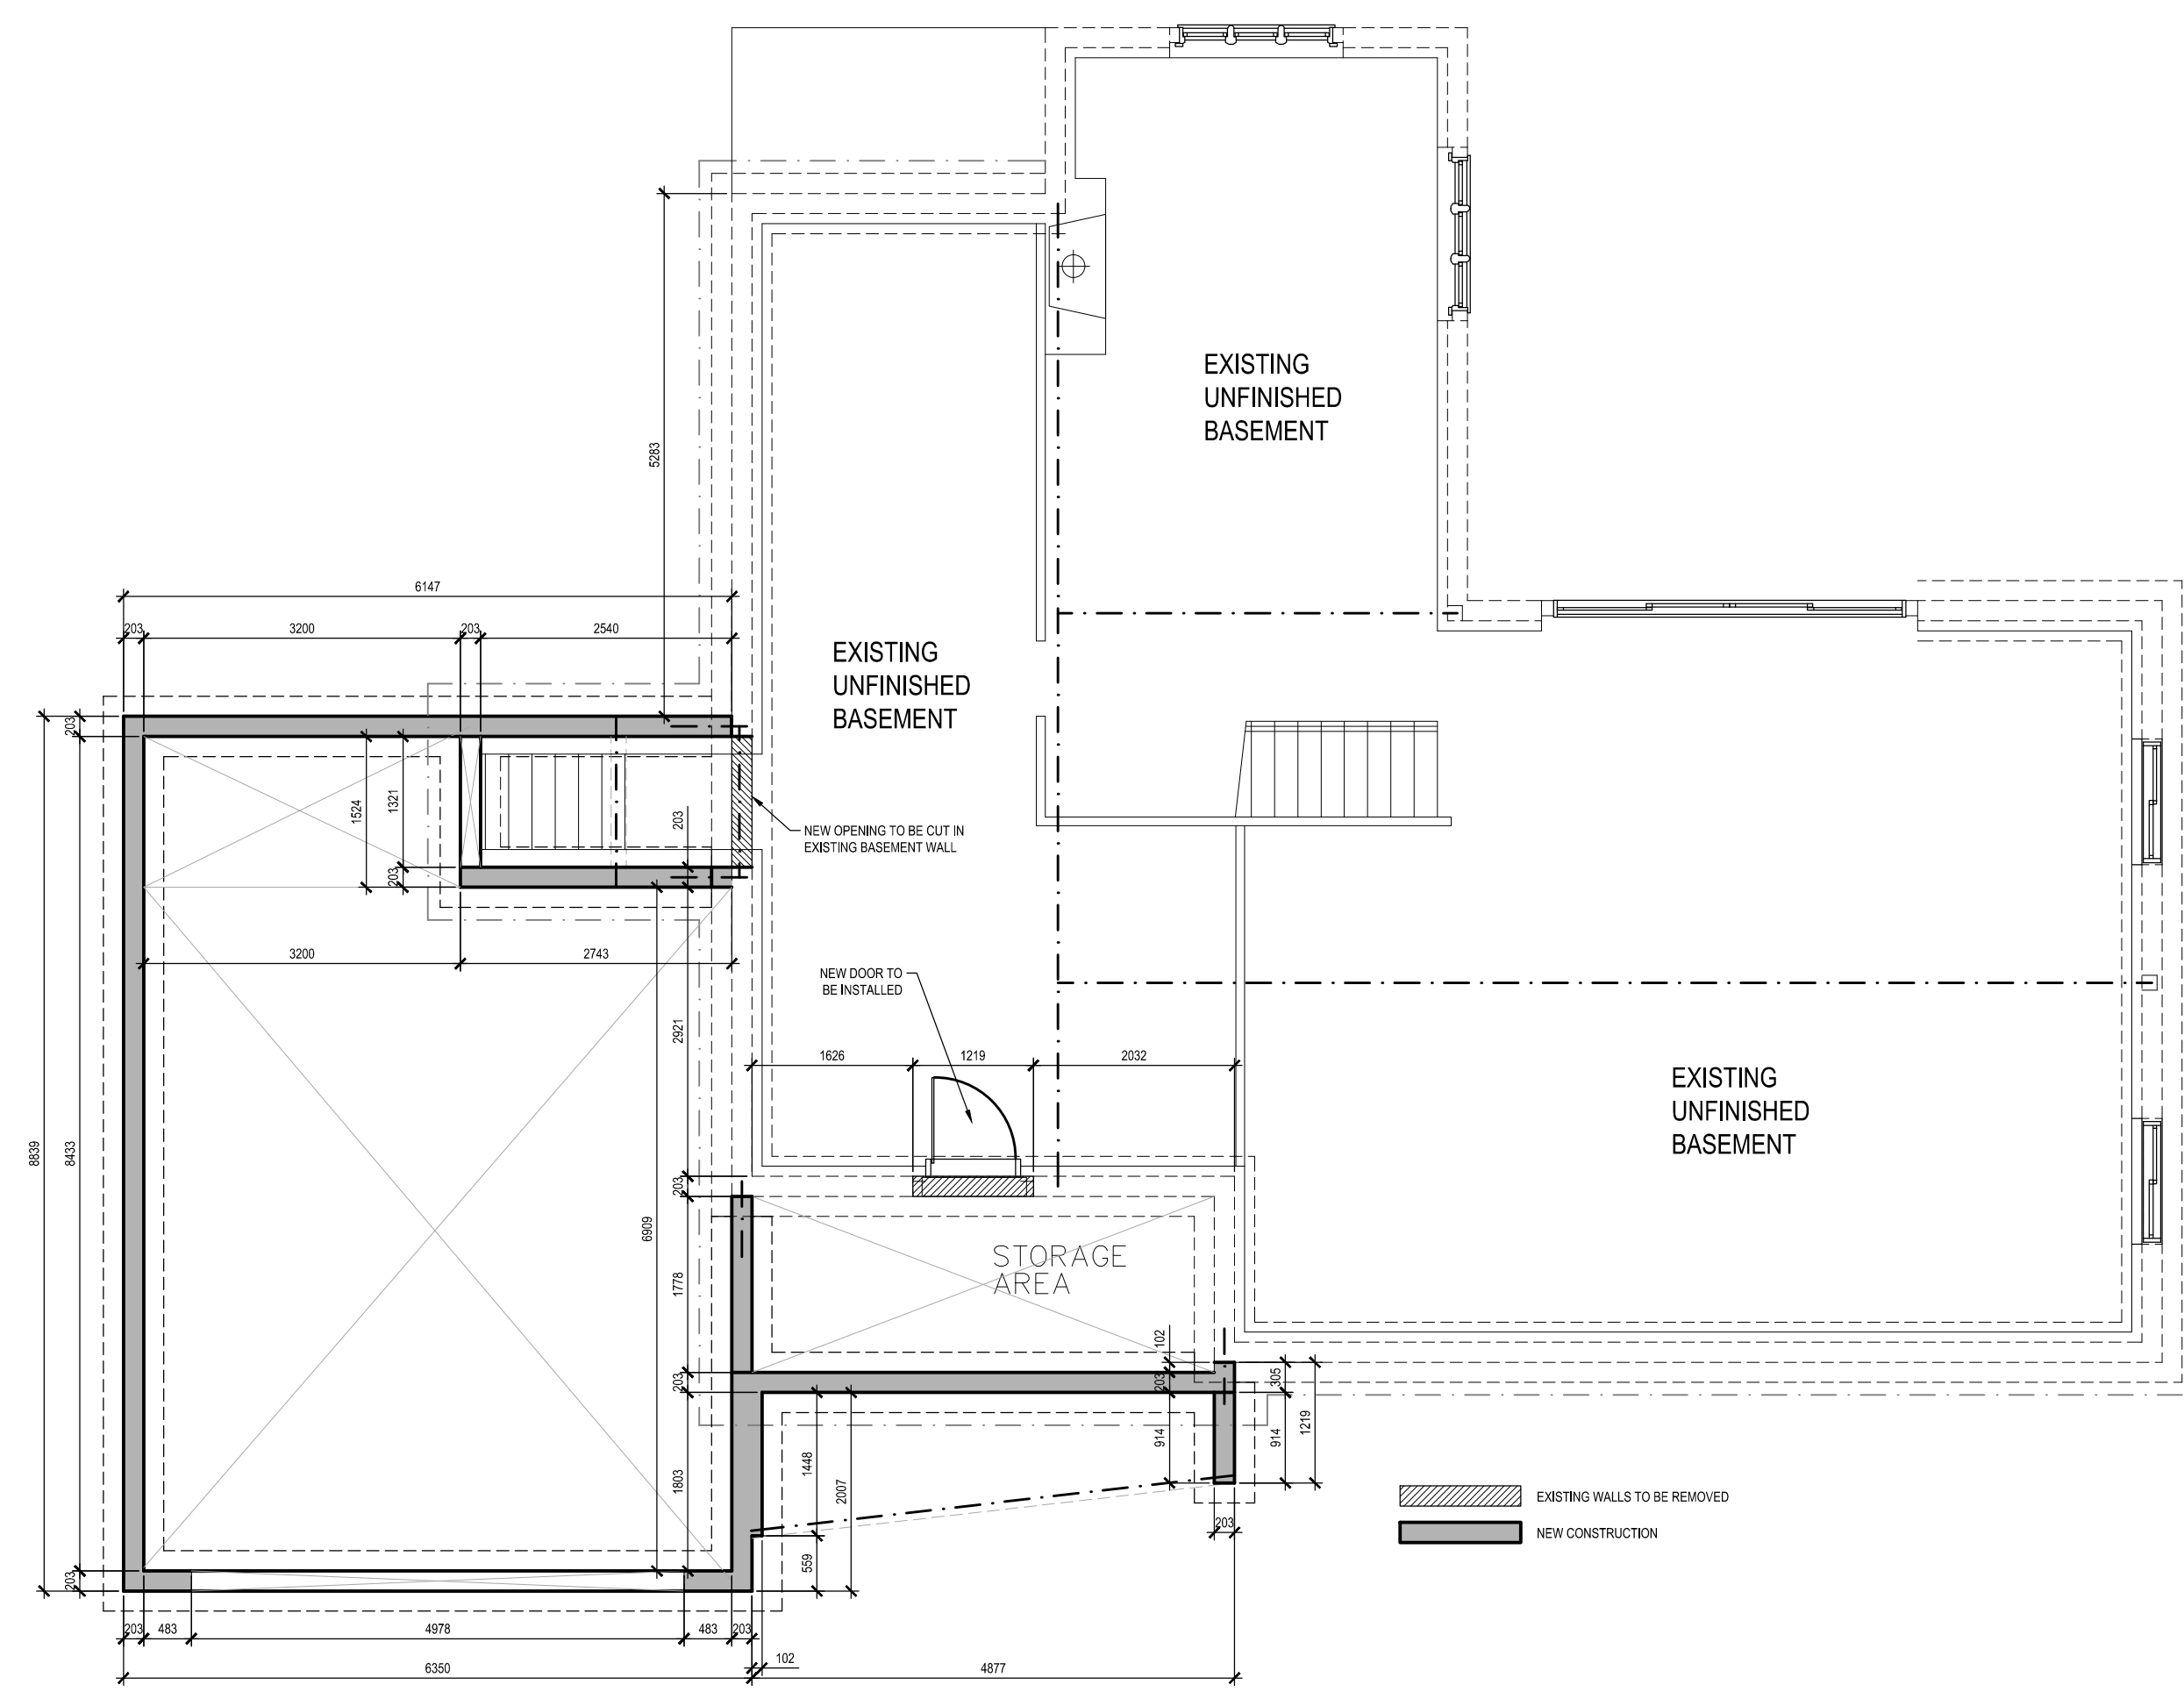 EXISTING
UNFINISHED
BASEMENT
5283
6147
203
3200
203
2540
EXISTING
UNFINISHED
BASEMENT
203
1524
1321
203
203
NEW OPENING TO BE CUT IN
EXISTING BASEMENT WALL
3200
2743
NEW DOOR TO
BE INSTALLED
2921
1626
1219
2032
EXISTING
UNFINISHED
BASEMENT
8839
8433
203
6909
STORAGE
AREA
1778
102
203
203
305
1219
914
914
1448
2007
1803
EXISTING WALLS TO BE REMOVED
203
NEW CONSTRUCTION
559
203
203
483
4978
483
203
102
6350
4877